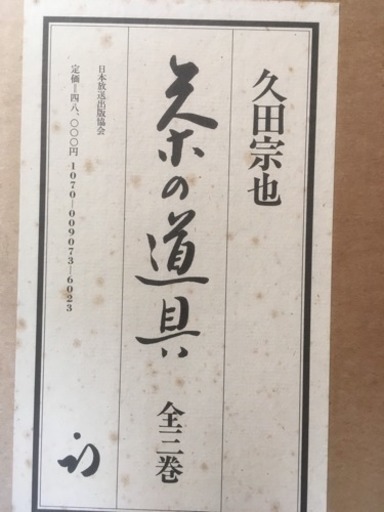 久田宗也
茶の道具 全三巻
日本放送出版協会
定価=四八、〇〇〇円 1070―009073―6023